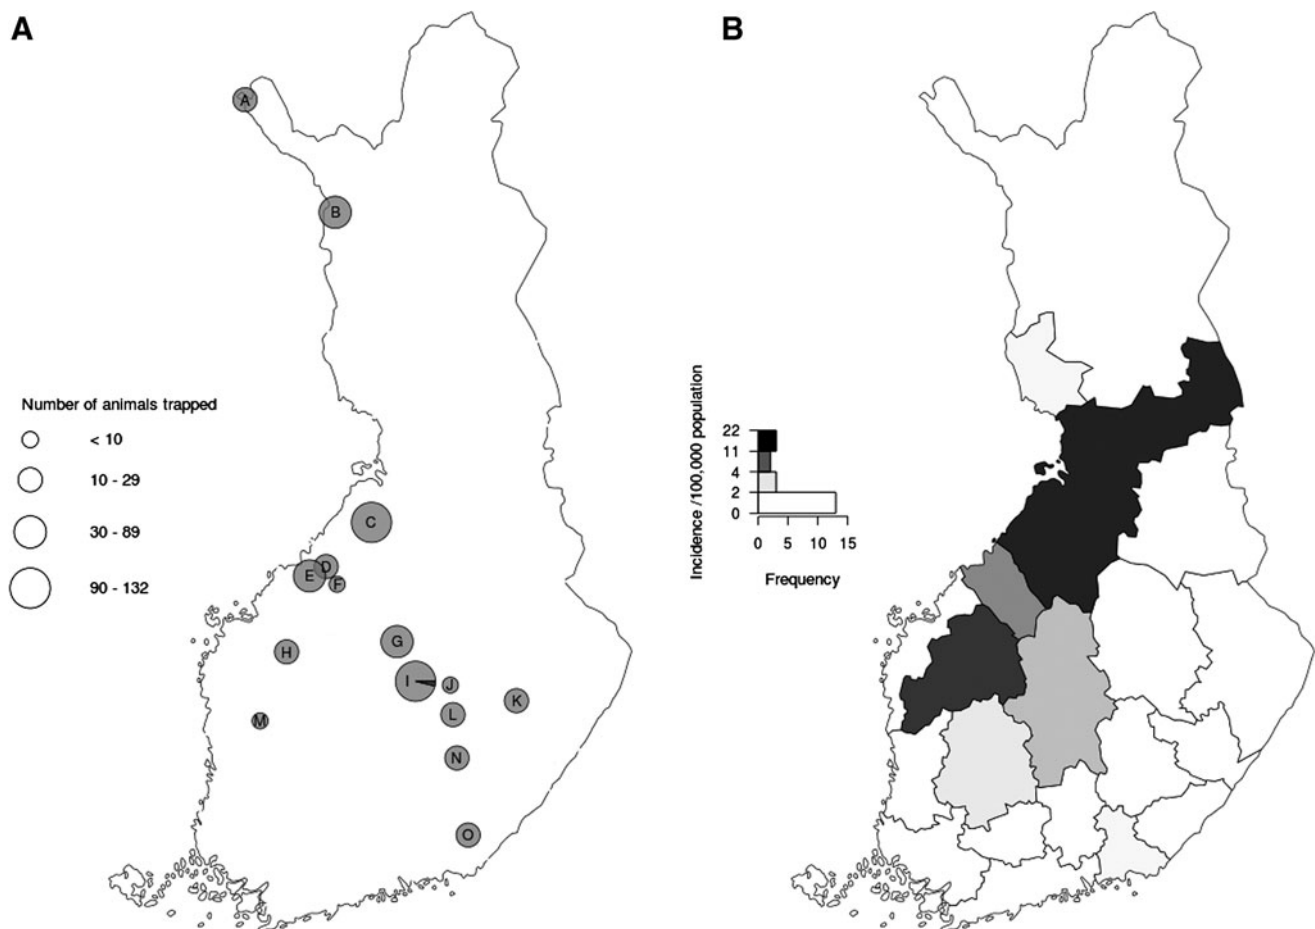 A
B
A
B
C
D
E
F
G
H
I
J
K
L
M
N
O
Number of animals trapped
< 10
10 - 29
30 - 89
90 - 132
Incidence /100,000 population
22
11
4
2
0
0 5 10 15
Frequency